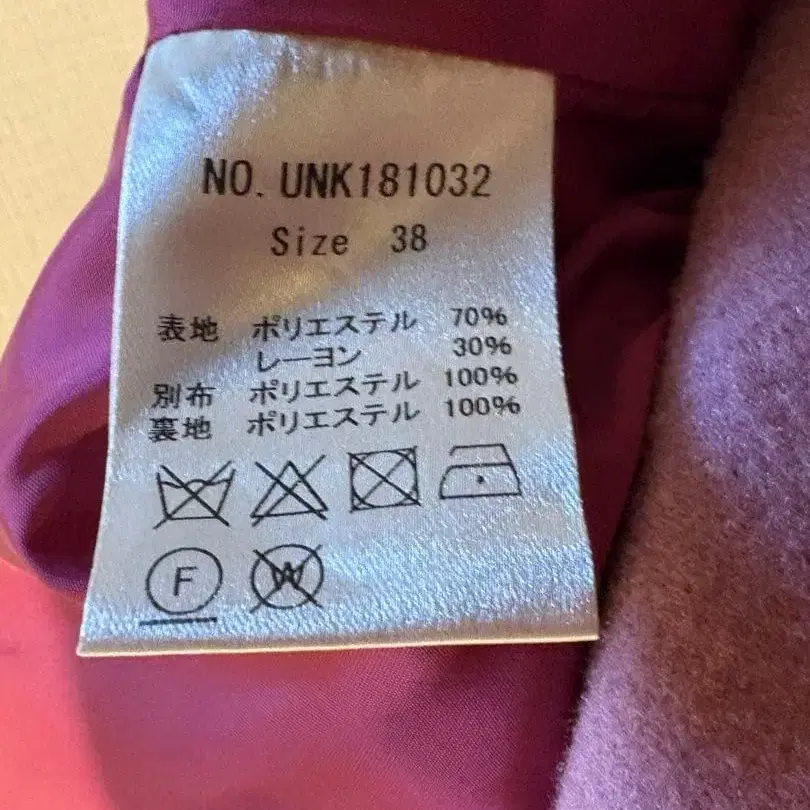 NO. UNK181032
Size 38
表地 ポリエステル 70%
レーヨン 30%
別布 ポリエステル 100%
裏地 ポリエステル 100%
F W